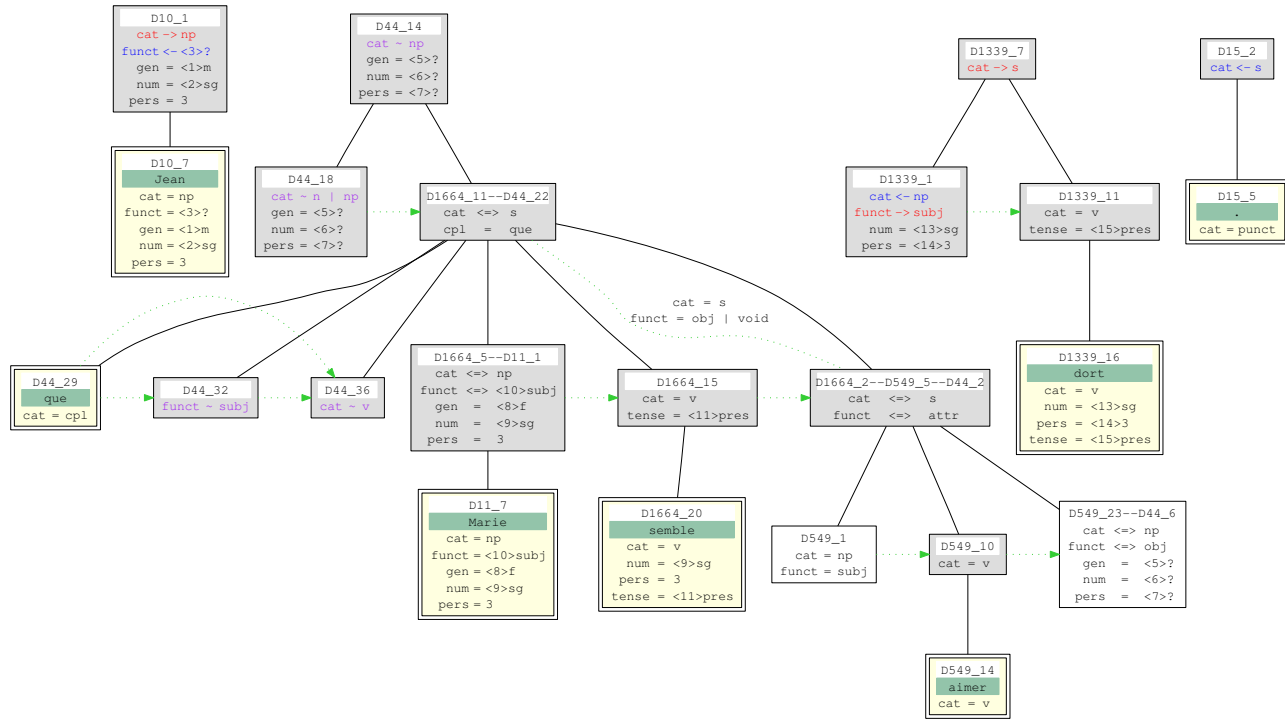 D10_1
cat -> np
funct <- <3>?
gen = <1>m
num = <2>sg
pers = 3
D10_7
Jean
cat = np
funct = <3>?
gen = <1>m
num = <2>sg
pers = 3
D44_14
cat ~ np
gen = <5>?
num = <6>?
pers = <7>?
D44_18
cat ~ n | np
gen = <5>?
num = <6>?
pers = <7>?
D1664_11--D44_22
cat <=> s
cpl = que
cat = s
funct = obj | void
D44_29
que
cat = cpl
D44_32
funct ~ subj
D44_36
cat ~ v
D1664_5--D11_1
cat <=> np
funct <=> <10>subj
gen = <8>f
num = <9>sg
pers = 3
D11_7
Marie
cat = np
funct = <10>subj
gen = <8>f
num = <9>sg
pers = 3
D1664_15
cat = v
tense = <11>pres
D1664_20
semble
cat = v
num = <9>sg
pers = 3
tense = <11>pres
D1664_2--D549_5--D44_2
cat <=> s
funct <=> attr
D549_1
cat = np
funct = subj
D549_10
cat = v
D549_14
aimer
cat = v
D549_23--D44_6
cat <=> np
funct <=> obj
gen = <5>?
num = <6>?
pers = <7>?
D1339_7
cat -> s
D1339_1
cat <- np
funct -> subj
num = <13>sg
pers = <14>3
D1339_11
cat = v
tense = <15>pres
D1339_16
dort
cat = v
num = <13>sg
pers = <14>3
tense = <15>pres
D15_2
cat <- s
D15_5
.
cat = punct